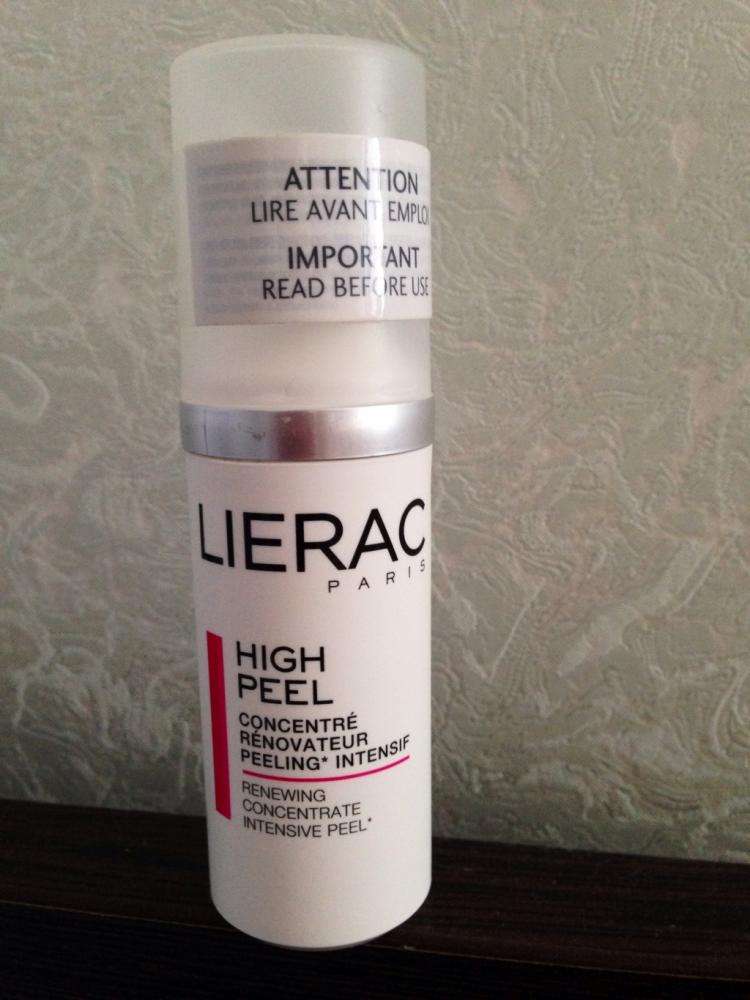 ATTENTION
LIRE AVANT EMPLOI
IMPORTANT
READ BEFORE USE
LIERAC
PARIS
HIGH
PEEL
CONCENTRÉ
RÉNOVATEUR
PEELING* INTENSIF
RENEWING
CONCENTRATE
INTENSIVE PEEL*